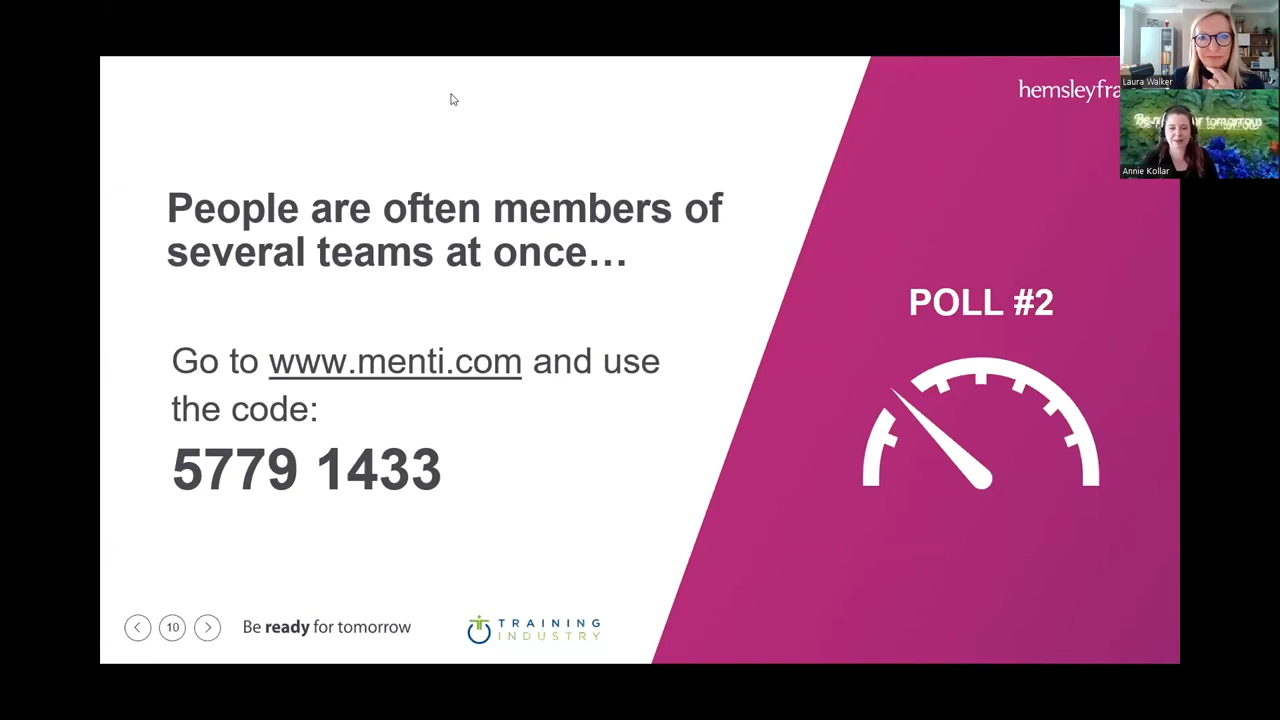 hemsleyfra
Laura Walker
Annie Kollar
People are often members of
several teams at once…
POLL #2
Go to www.menti.com and use
the code:
5779 1433
10
Be ready for tomorrow
TRAINING
INDUSTRY